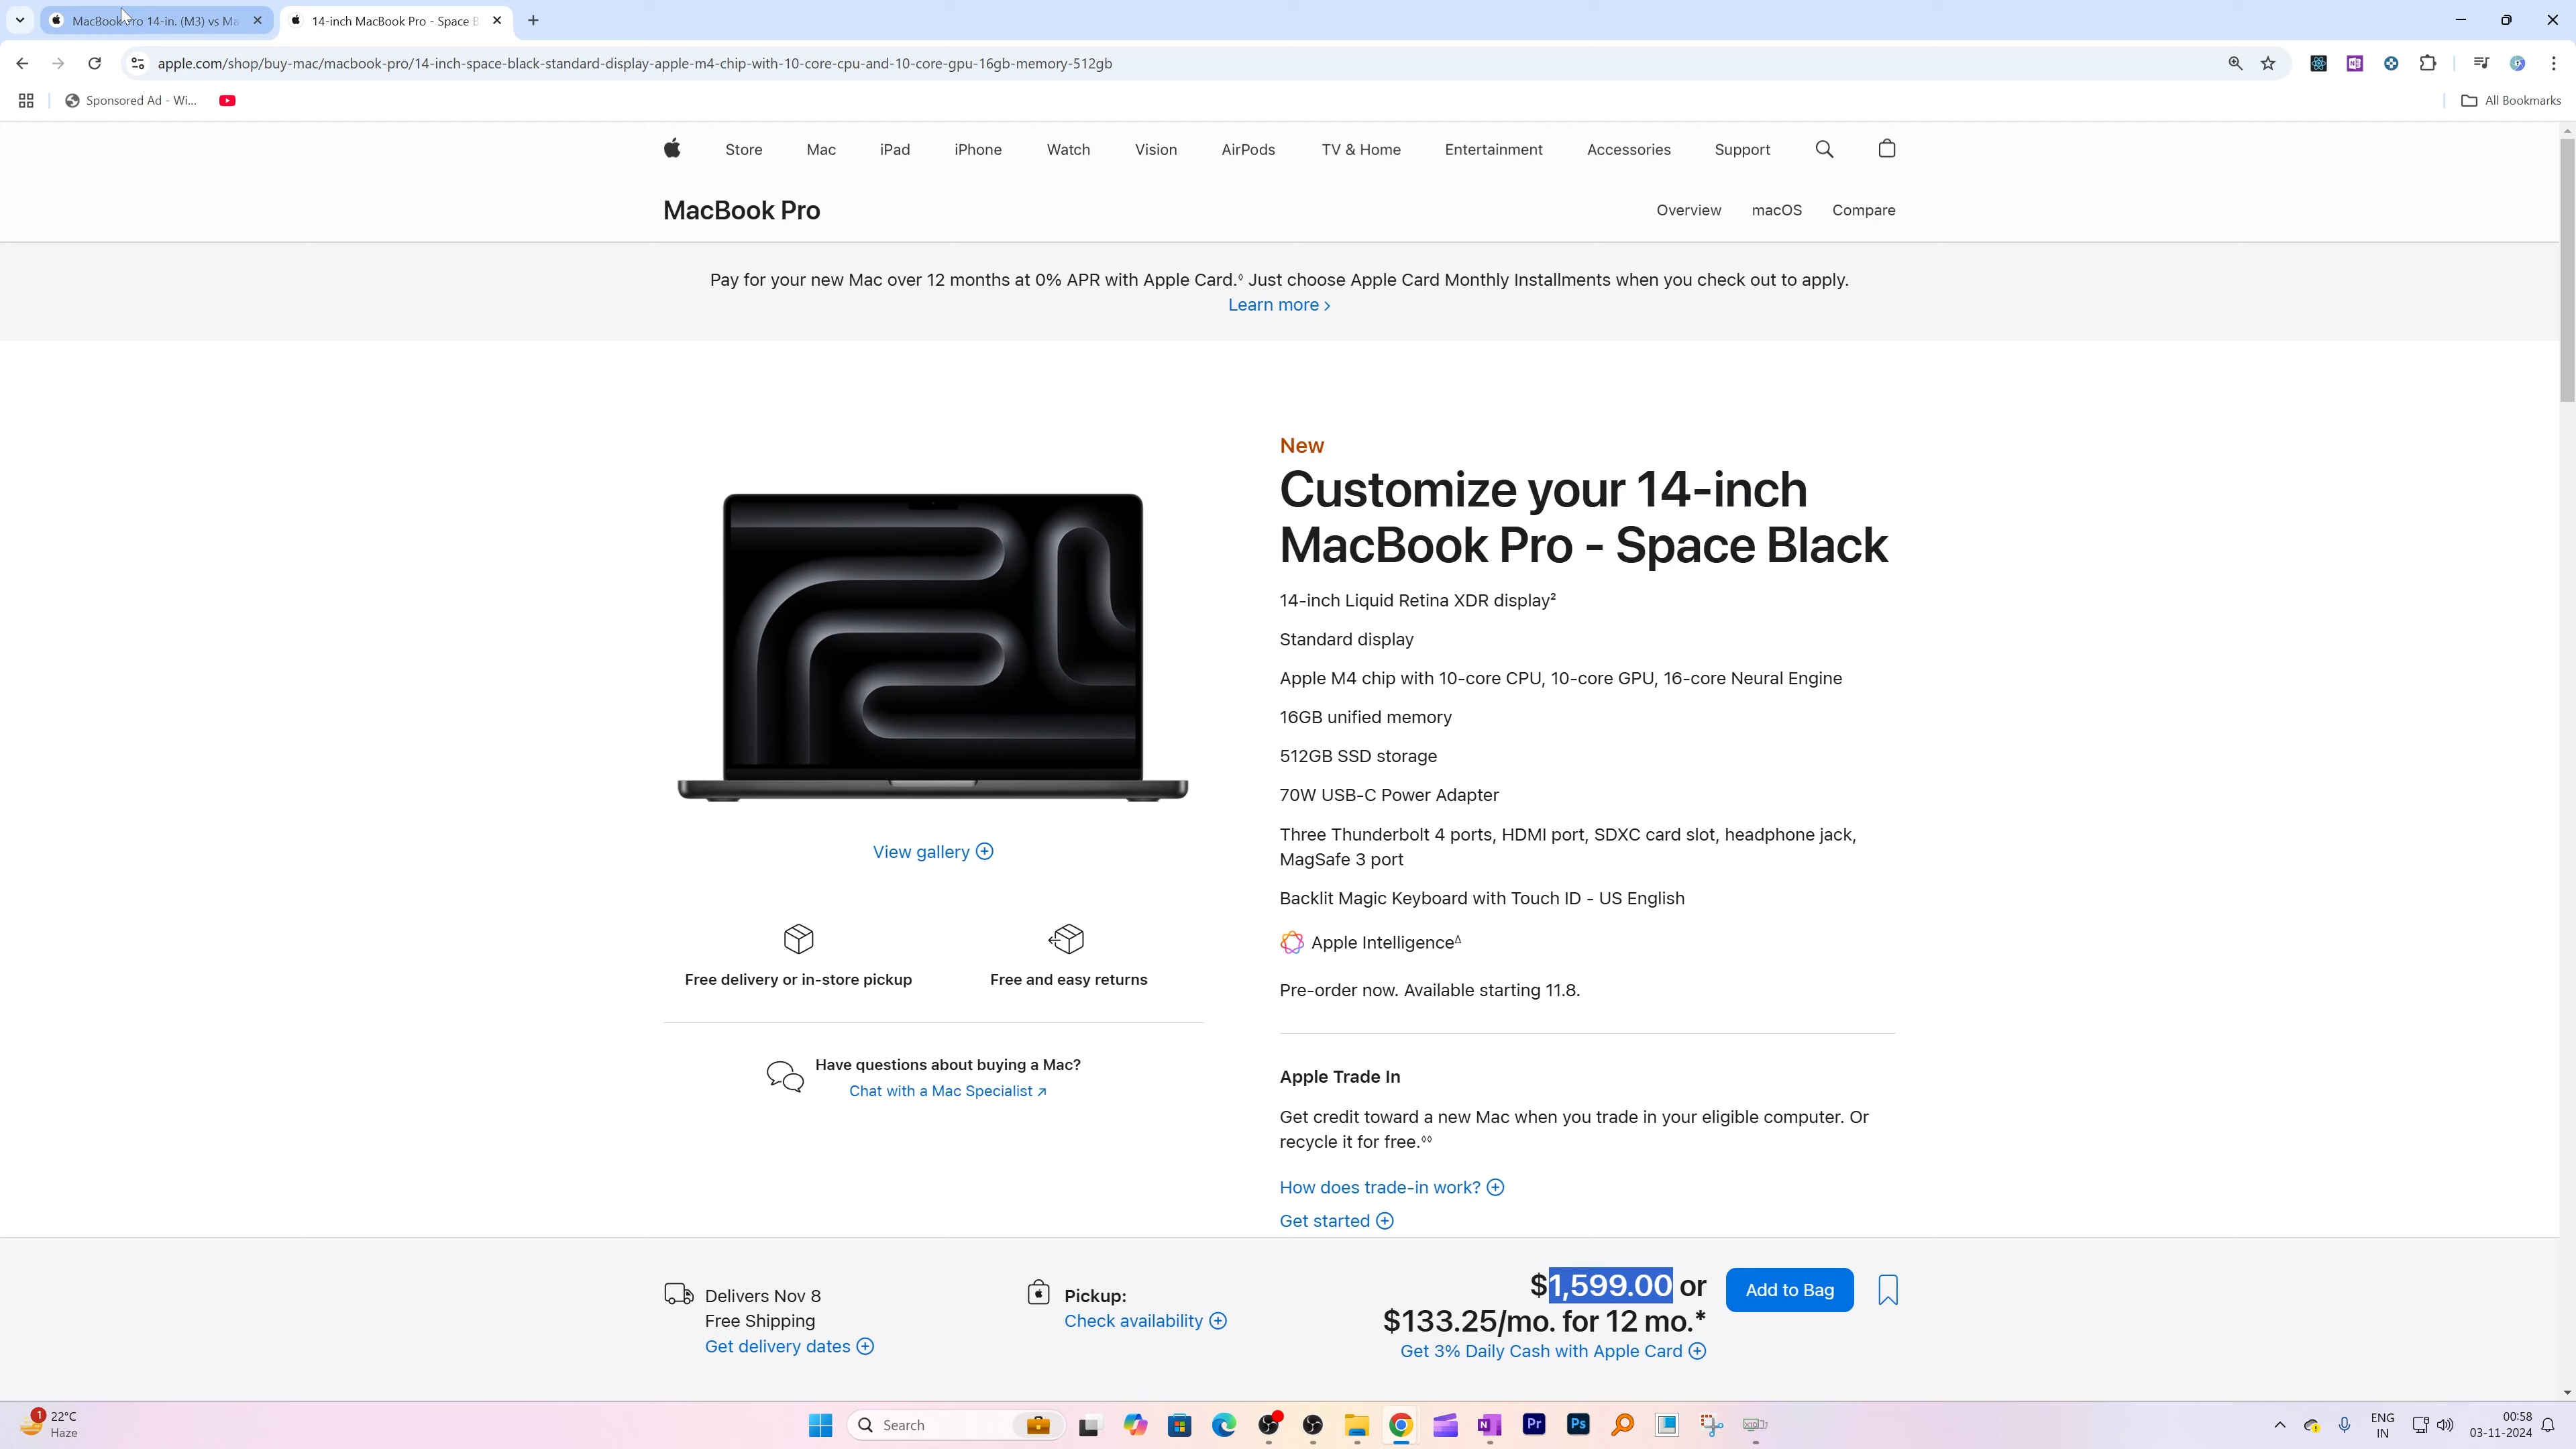 MacBook Pro 14-in. (M3) vs Ma
14-inch MacBook Pro - Space B
apple.com/shop/buy-mac/macbook-pro/14-inch-space-black-standard-display-apple-m4-chip-with-10-core-cpu-and-10-core-gpu-16gb-memory-512gb
Sponsored Ad - Wi...
All Bookmarks
Store Mac iPad iPhone Watch Vision AirPods TV & Home Entertainment Accessories Support
MacBook Pro
Overview macOS Compare
Pay for your new Mac over 12 months at 0% APR with Apple Card.◊ Just choose Apple Card Monthly Installments when you check out to apply.
Learn more ›
New
Customize your 14-inch
MacBook Pro - Space Black
14-inch Liquid Retina XDR display²
Standard display
Apple M4 chip with 10-core CPU, 10-core GPU, 16-core Neural Engine
16GB unified memory
512GB SSD storage
70W USB-C Power Adapter
Three Thunderbolt 4 ports, HDMI port, SDXC card slot, headphone jack,
MagSafe 3 port
Backlit Magic Keyboard with Touch ID - US English
Apple Intelligence∆
Pre-order now. Available starting 11.8.
View gallery
Free delivery or in-store pickup
Free and easy returns
Have questions about buying a Mac?
Chat with a Mac Specialist ↗
Apple Trade In
Get credit toward a new Mac when you trade in your eligible computer. Or
recycle it for free.◊◊
How does trade-in work?
Get started
Delivers Nov 8
Free Shipping
Get delivery dates
Pickup:
Check availability
$1,599.00 or
$133.25/mo. for 12 mo.*
Get 3% Daily Cash with Apple Card
Add to Bag
1
22°C
Haze
Search
Pr
Ps
ENG
IN
00:58
03-11-2024